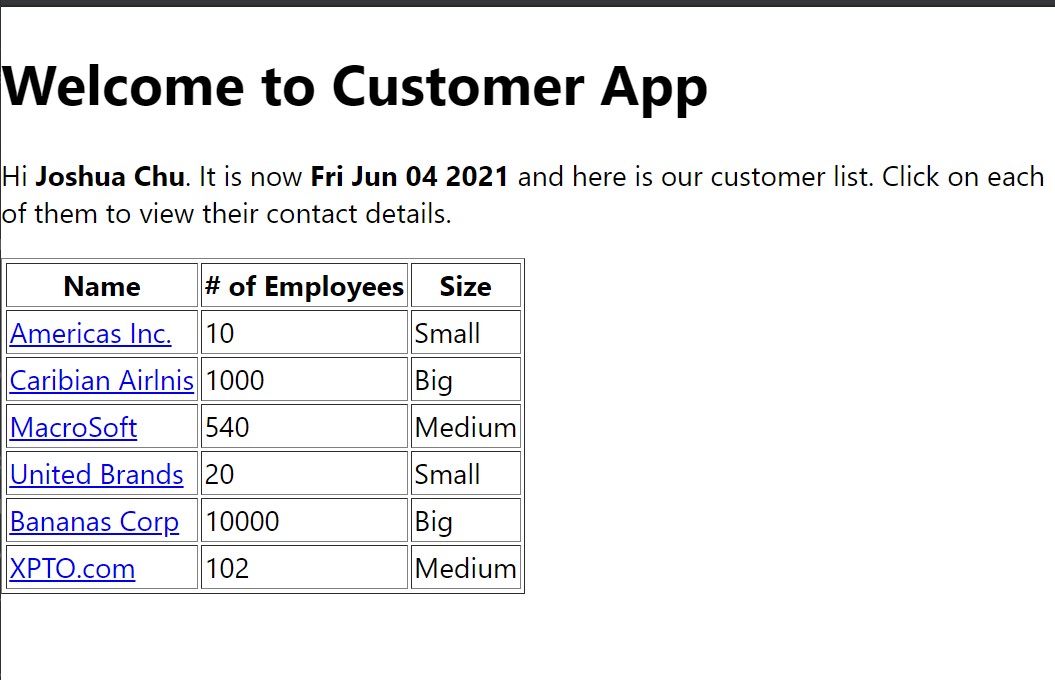 Welcome to Customer App
Hi Joshua Chu. It is now Fri Jun 04 2021 and here is our customer list. Click on each
of them to view their contact details.
Name # of Employees Size
Americas Inc. 10 Small
Caribian Airlnis 1000 Big
MacroSoft 540 Medium
United Brands 20 Small
Bananas Corp 10000 Big
XPTO.com 102 Medium